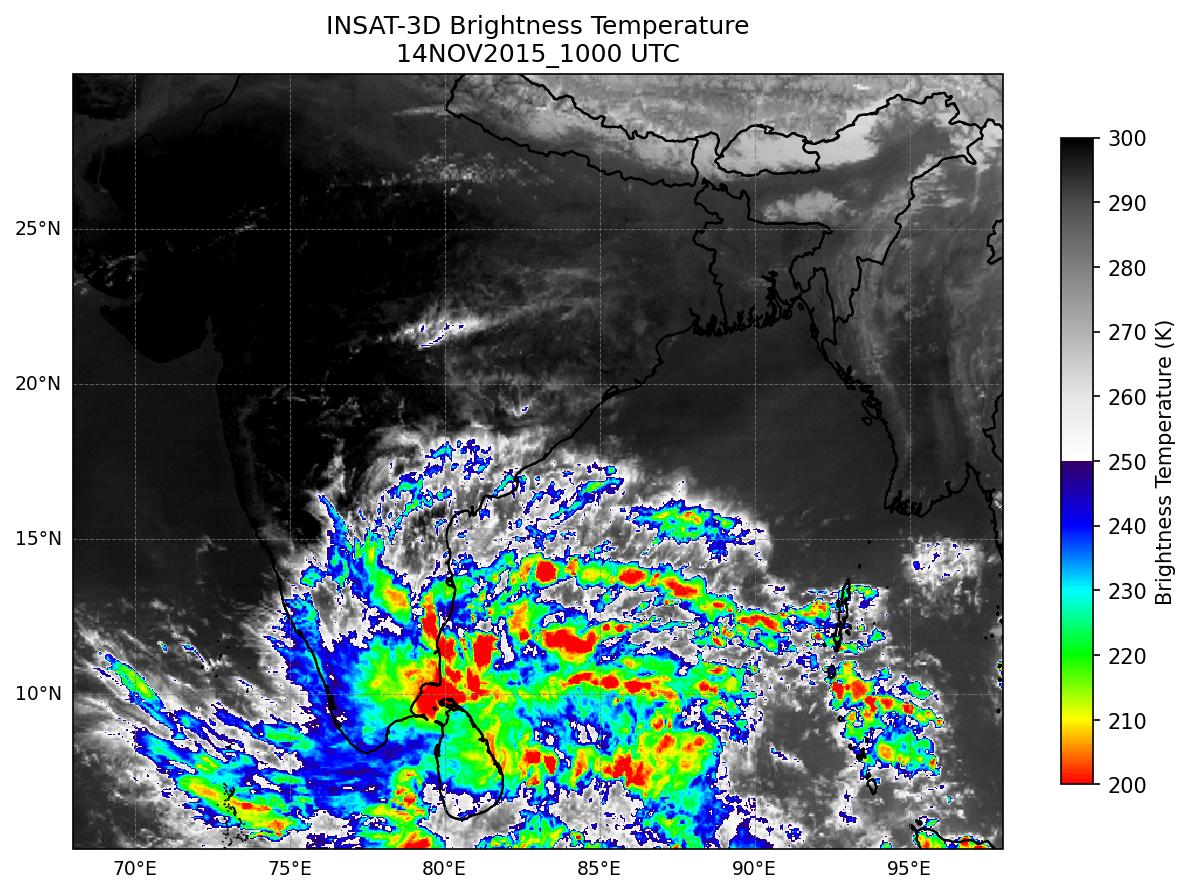 INSAT-3D Brightness Temperature
14NOV2015_1000 UTC
25°N
20°N
15°N
10°N
70°E
75°E
80°E
85°E
90°E
95°E
300
290
280
270
260
250
240
230
220
210
200
Brightness Temperature (K)